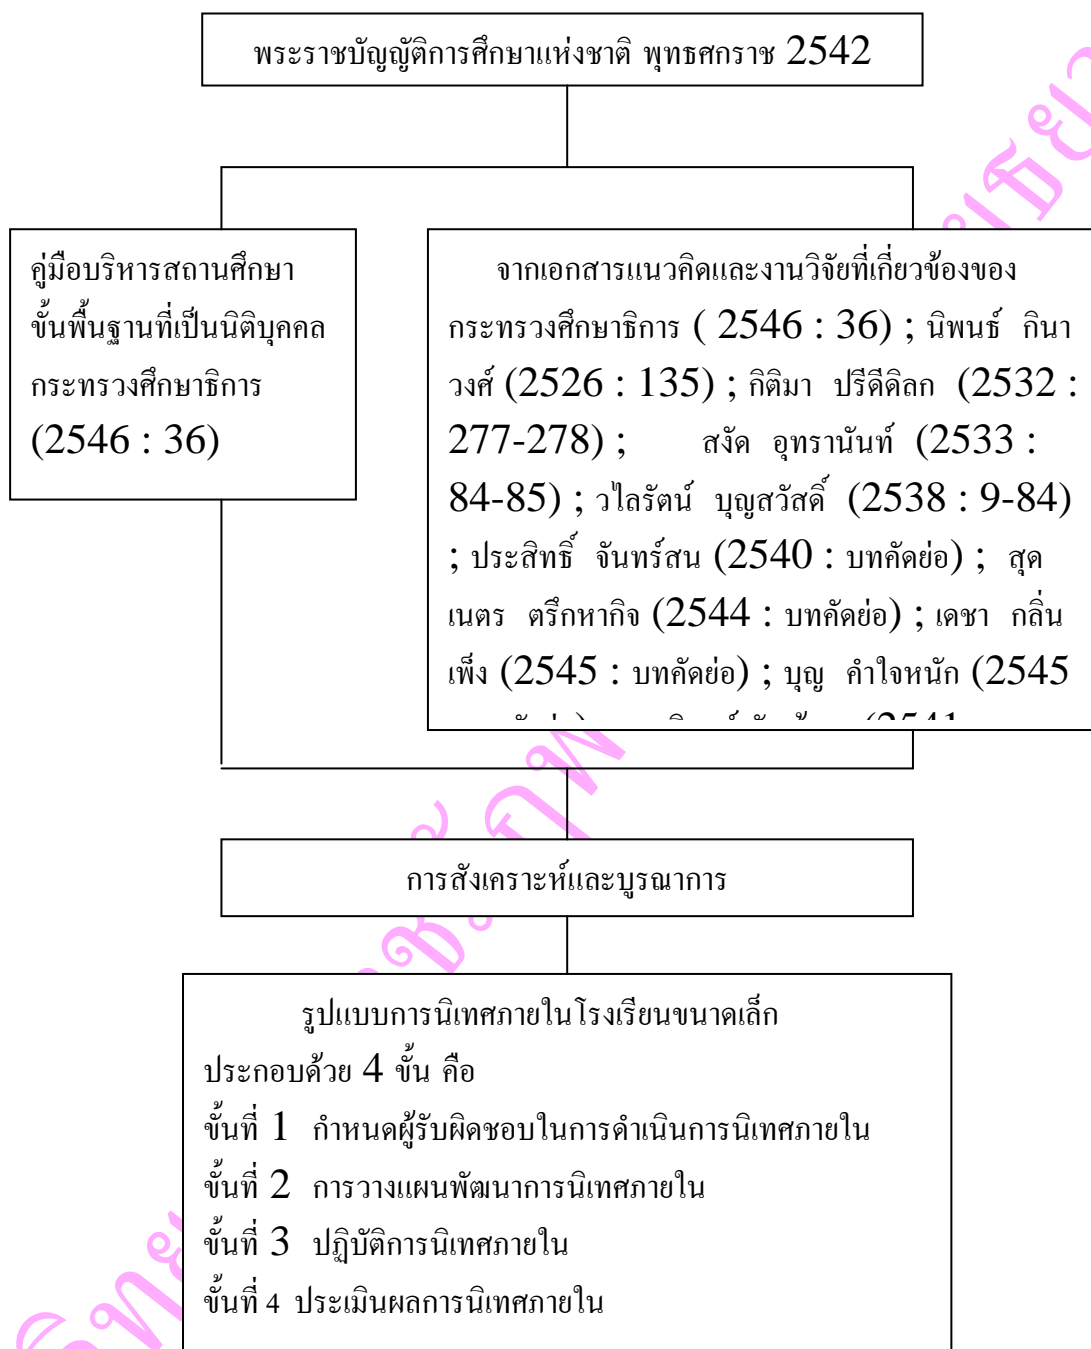 พระราชบัญญัติการศึกษาแห่งชาติ พุทธศกราช 2542
คู่มือบริหารสถานศึกษา
ขั้นพื้นฐานที่เป็นนิติบุคคล
กระทรวงศึกษาธิการ
(2546 : 36)
จากเอกสารแนวคิดและงานวิจัยที่เกี่ยวข้องของ
กระทรวงศึกษาธิการ ( 2546 : 36) ; นิพนธ์ กินา
วงศ์ (2526 : 135) ; กิติมา ปรีดีดิลก (2532 :
277-278) ; สงัด อุทรานันท์ (2533 :
84-85) ; วไลรัตน์ บุญสวัสดิ์ (2538 : 9-84)
; ประสิทธิ์ จันทร์สน (2540 : บทคัดย่อ) ; สุด
เนตร ตรึกหากิจ (2544 : บทคัดย่อ) ; เดชา กลิ่น
เพ็ง (2545 : บทคัดย่อ) ; บุญ คำใจหนัก (2545
การสังเคราะห์และบูรณาการ
รูปแบบการนิเทศภายในโรงเรียนขนาดเล็ก
ประกอบด้วย 4 ขั้น คือ
ขั้นที่ 1 กำหนดผู้รับผิดชอบในการดำเนินการนิเทศภายใน
ขั้นที่ 2 การวางแผนพัฒนาการนิเทศภายใน
ขั้นที่ 3 ปฏิบัติการนิเทศภายใน
ขั้นที่ 4 ประเมินผลการนิเทศภายใน